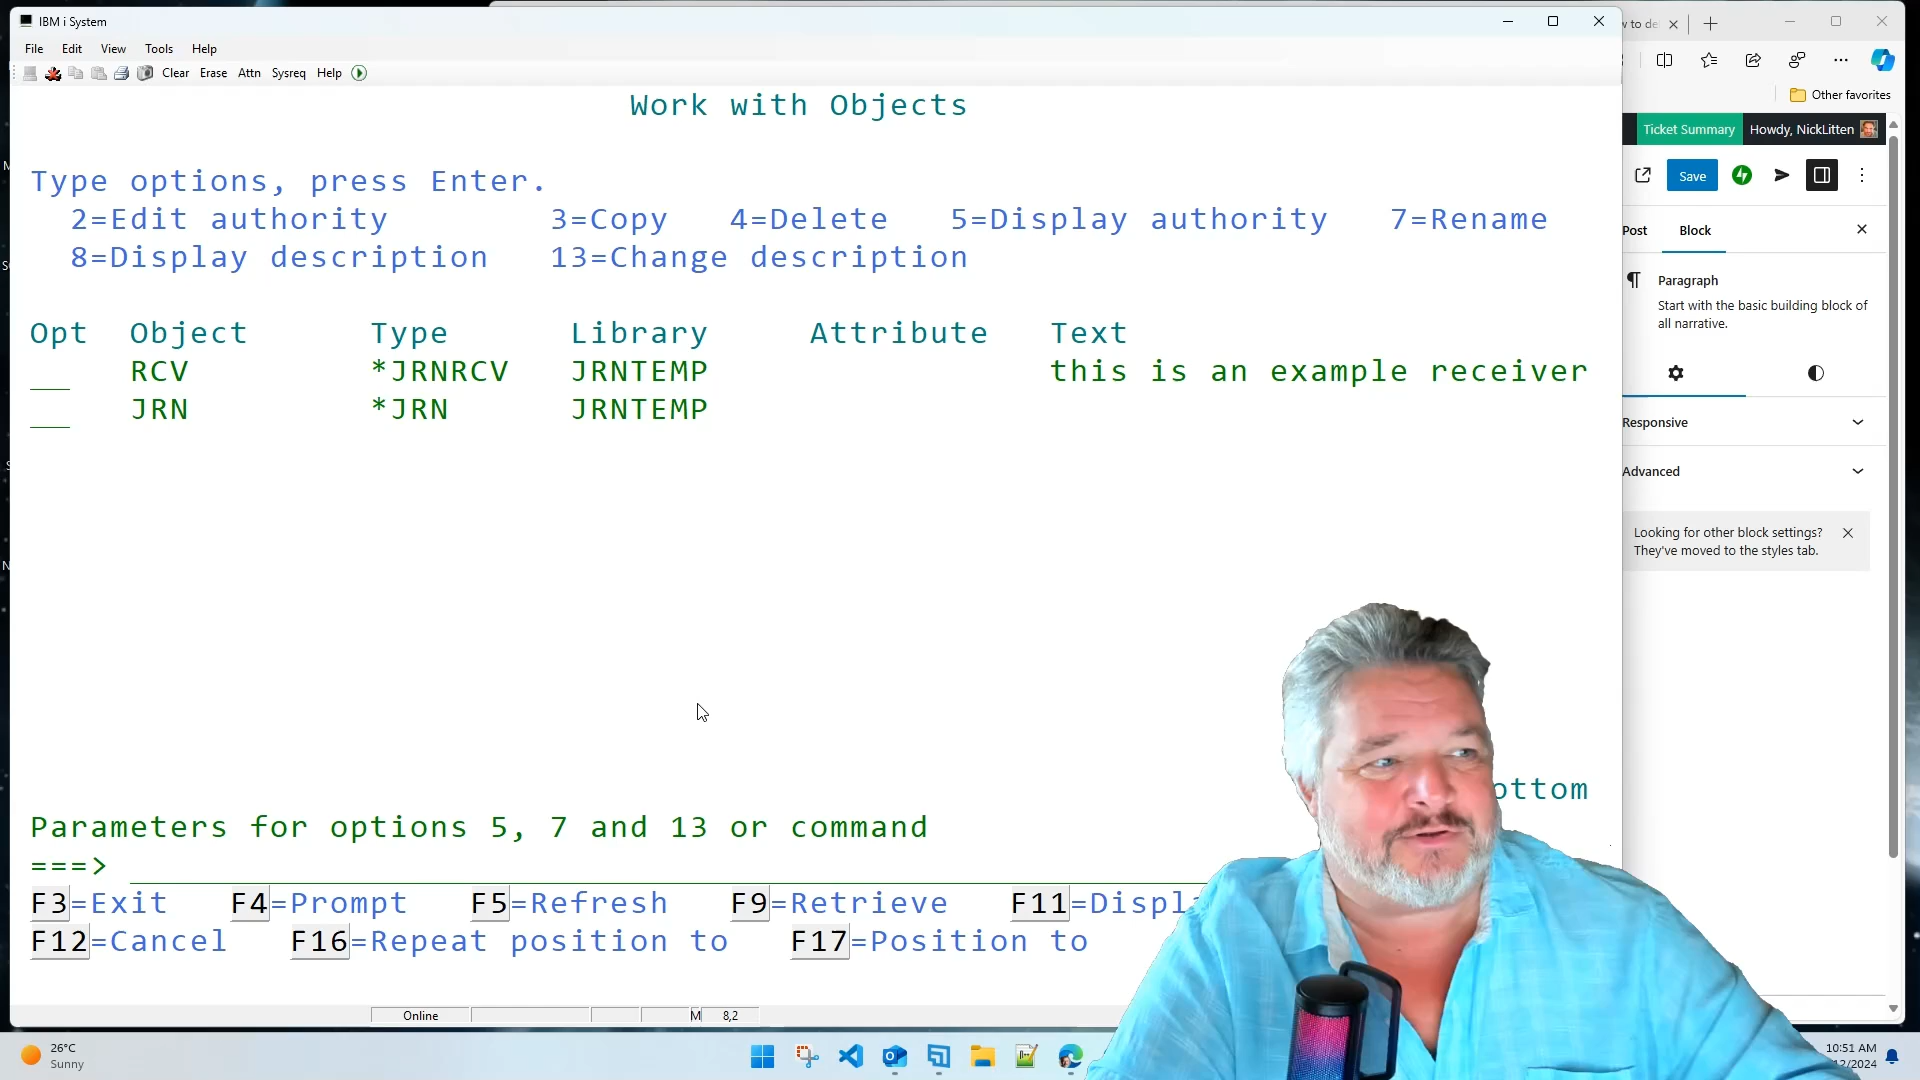 IBM i System
w to de
File Edit View Tools Help
Clear Erase Attn Sysreq Help
Other favorites
Work with Objects
Ticket Summary Howdy, NickLitten
Save
Type options, press Enter.
2=Edit authority 3=Copy 4=Delete 5=Display authority 7=Rename
8=Display description 13=Change description
Post Block
Paragraph
Start with the basic building block of
all narrative.
Opt Object Type Library Attribute Text
RCV *JRNRCV JRNTEMP this is an example receiver
JRN *JRN JRNTEMP
Responsive
Advanced
Looking for other block settings?
They've moved to the styles tab.
ottom
Parameters for options 5, 7 and 13 or command
===>
F3=Exit F4=Prompt F5=Refresh F9=Retrieve F11=Displa
F12=Cancel F16=Repeat position to F17=Position to
Online M 8,2
26°C
Sunny
10:51 AM
12/2024